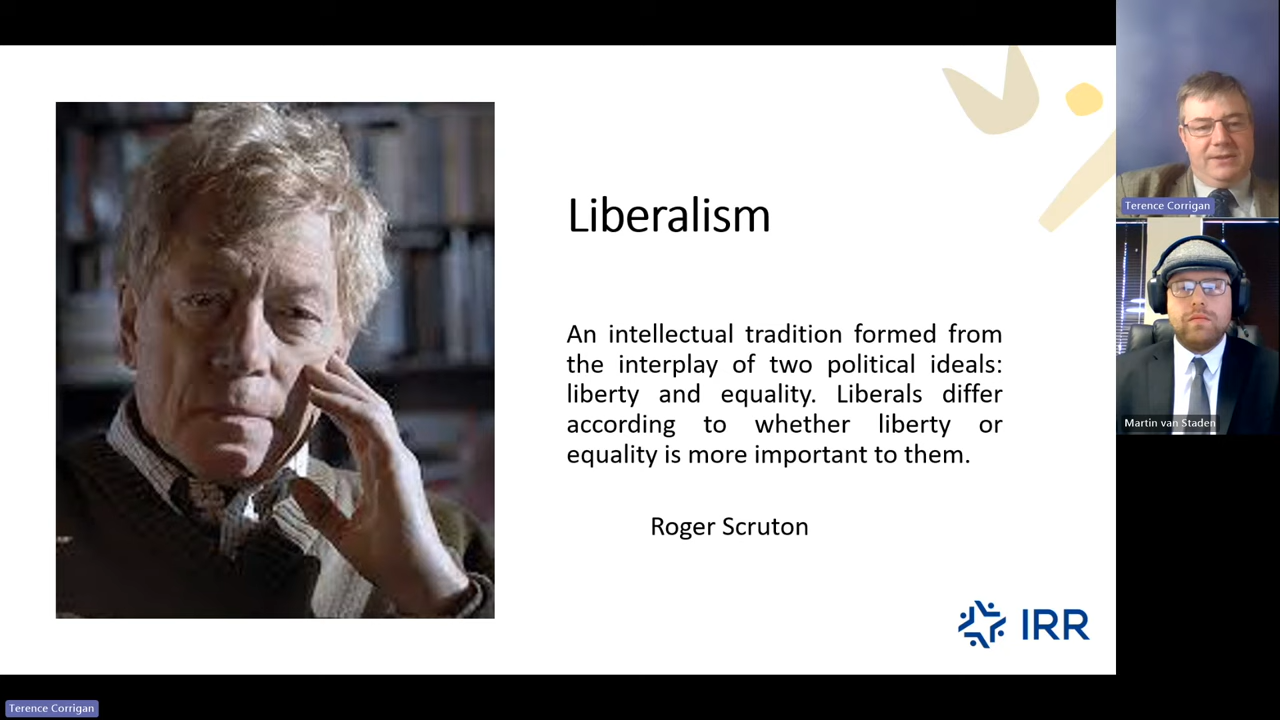 Liberalism
An intellectual tradition formed from
the interplay of two political ideals:
liberty and equality. Liberals differ
according to whether liberty or
equality is more important to them.
Roger Scruton
IRR
Terence Corrigan
Martin van Staden
Terence Corrigan